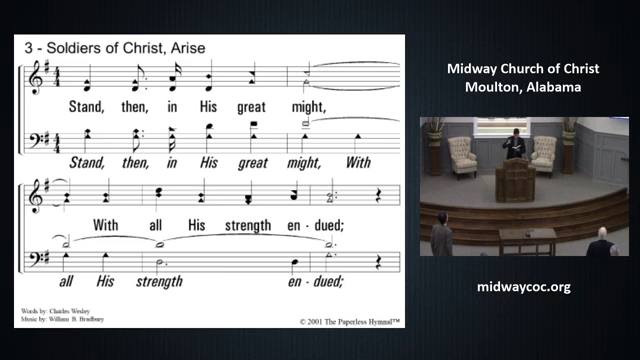 3 - Soldiers of Christ, Arise
Stand, then, in His great might,
Stand, then, in His great might, With
With all His strength en - dued;
all His strength en - dued;
Words by: Charles Wesley
Music by: William B. Bradbury
© 2001 The Paperless Hymnal™
Midway Church of Christ
Moulton, Alabama
midwaycoc.org